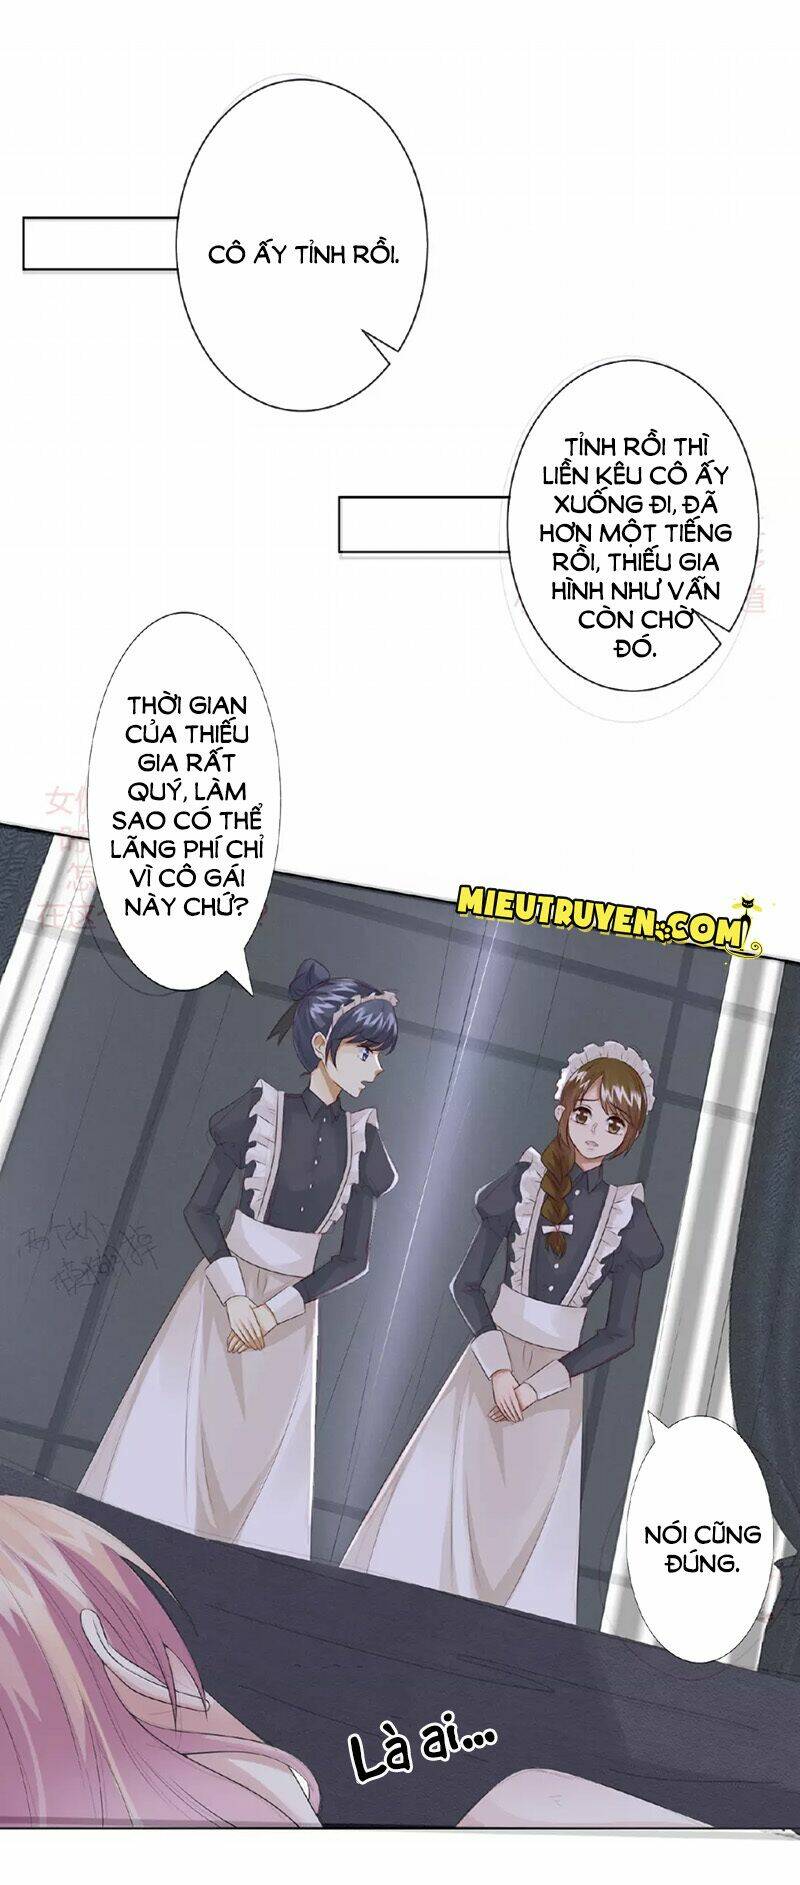 CÔ ẤY TỈNH RỒI.
TỈNH RỒI THÌ
LIỀN KÊU CÔ ẤY
XUỐNG ĐI, ĐÃ
HƠN MỘT TIẾNG
RỒI, THIẾU GIA
HÌNH NHƯ VẪN
CÒN CHỜ
ĐÓ.
THỜI GIAN
CỦA THIẾU
GIA RẤT
QUÝ, LÀM
SAO CÓ THỂ
LÃNG PHÍ CHỈ
VÌ CÔ GÁI
NÀY CHỨ?
MIEUTRUYEN.COM
NÓI CŨNG
ĐÚNG.
Là ai...